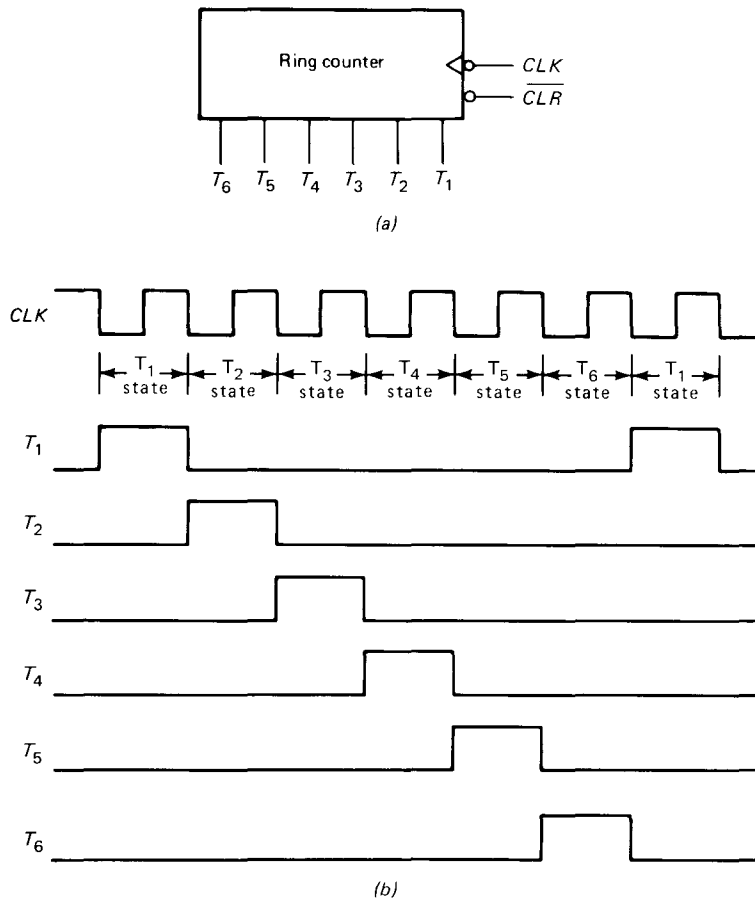 Ring counter
CLK
C̅L̅R̅
T₆ T₅ T₄ T₃ T₂ T₁
(a)
CLK
T₁ state T₂ state T₃ state T₄ state T₅ state T₆ state T₁ state
T₁
T₂
T₃
T₄
T₅
T₆
(b)